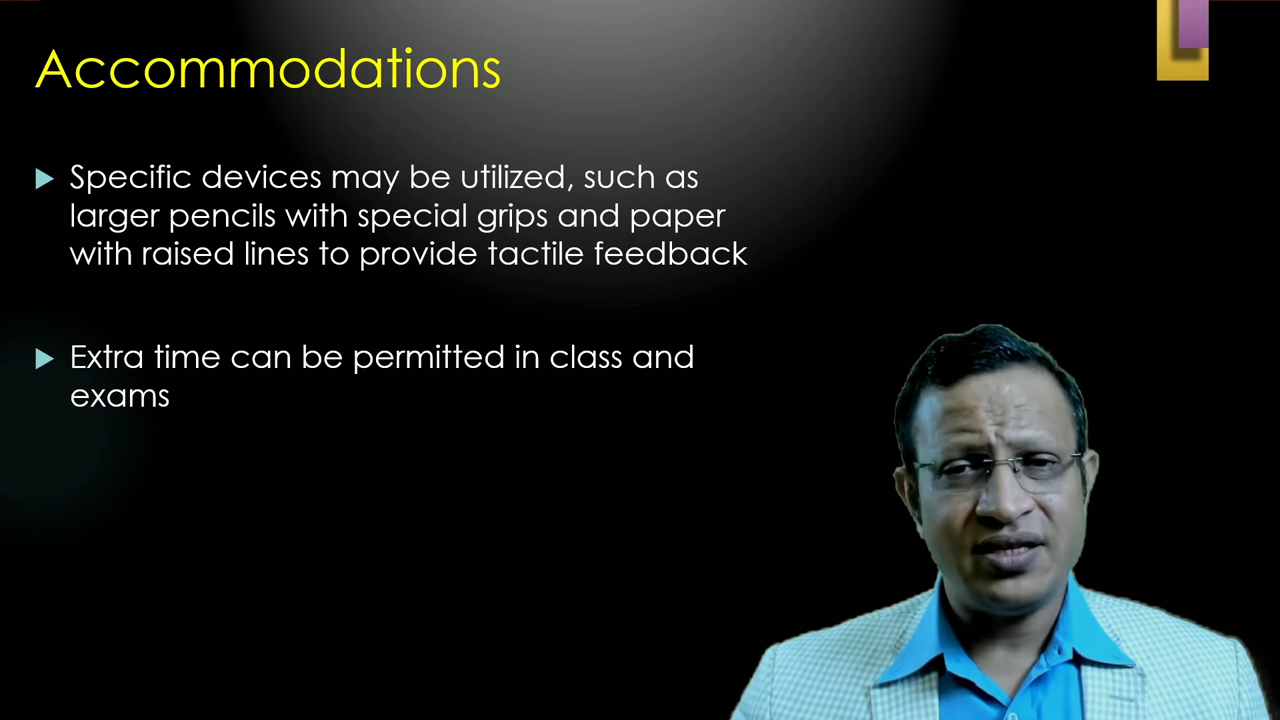 Accommodations
Specific devices may be utilized, such as
larger pencils with special grips and paper
with raised lines to provide tactile feedback
Extra time can be permitted in class and
exams